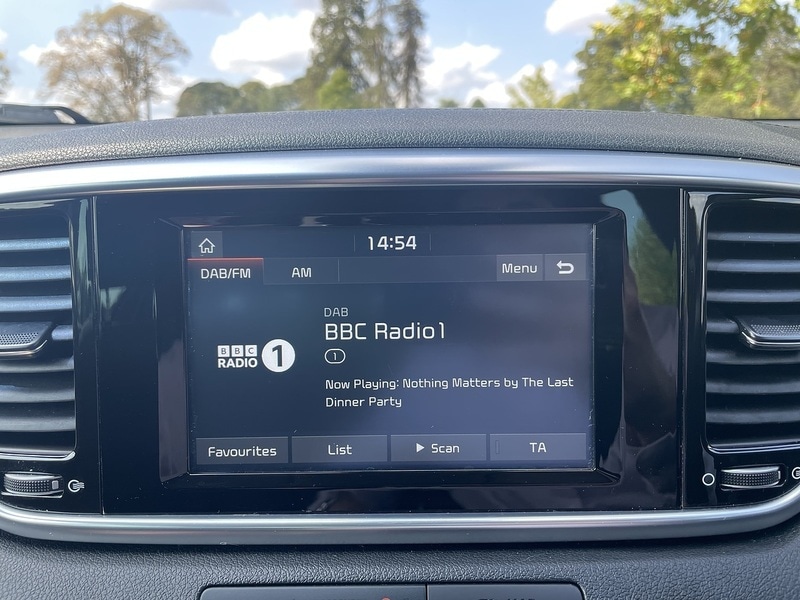 14:54
DAB/FM AM Menu
DAB
BBC Radio1
1
BBC
RADIO 1
Now Playing: Nothing Matters by The Last
Dinner Party
Favourites List Scan TA